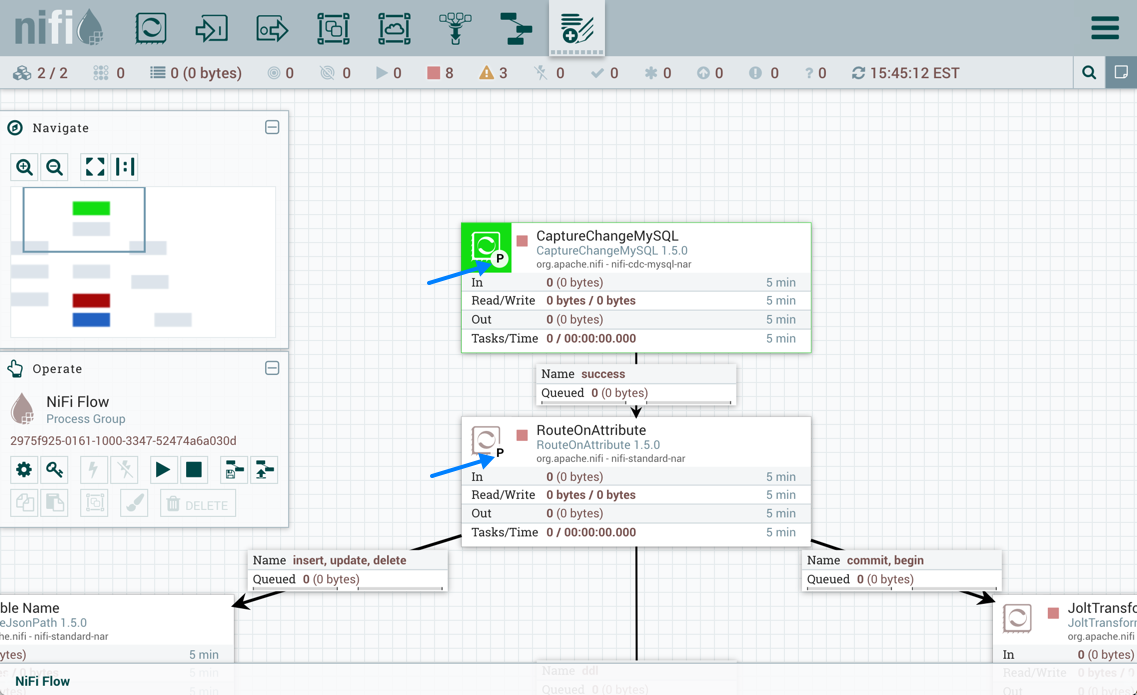 nifi
2 / 2 0 0 (0 bytes) 0 0 0 8 3 0 0 0 0 0 ? 0 15:45:12 EST
Navigate
Operate
NiFi Flow
Process Group
2975f925-0161-1000-3347-52474a6a030d
DELETE
CaptureChangeMySQL
CaptureChangeMySQL 1.5.0
org.apache.nifi - nifi-cdc-mysql-nar
P
In 0 (0 bytes) 5 min
Read/Write 0 bytes / 0 bytes 5 min
Out 0 (0 bytes) 5 min
Tasks/Time 0 / 00:00:00.000 5 min
Name success
Queued 0 (0 bytes)
RouteOnAttribute
RouteOnAttribute 1.5.0
org.apache.nifi - nifi-standard-nar
P
In 0 (0 bytes) 5 min
Read/Write 0 bytes / 0 bytes 5 min
Out 0 (0 bytes) 5 min
Tasks/Time 0 / 00:00:00.000 5 min
Name insert, update, delete
Queued 0 (0 bytes)
Name commit, begin
Queued 0 (0 bytes)
ble Name
eJsonPath 1.5.0
he.nifi - nifi-standard-nar
ytes) 5 min
5 min
5 min
JoltTransfo
JoltTransform
org.apache.nifi
In 0 (0 bytes)
Read/Write 0 bytes /
Out 0 (0 bytes)
Name ddl
Queued 0 (0 bytes)
NiFi Flow